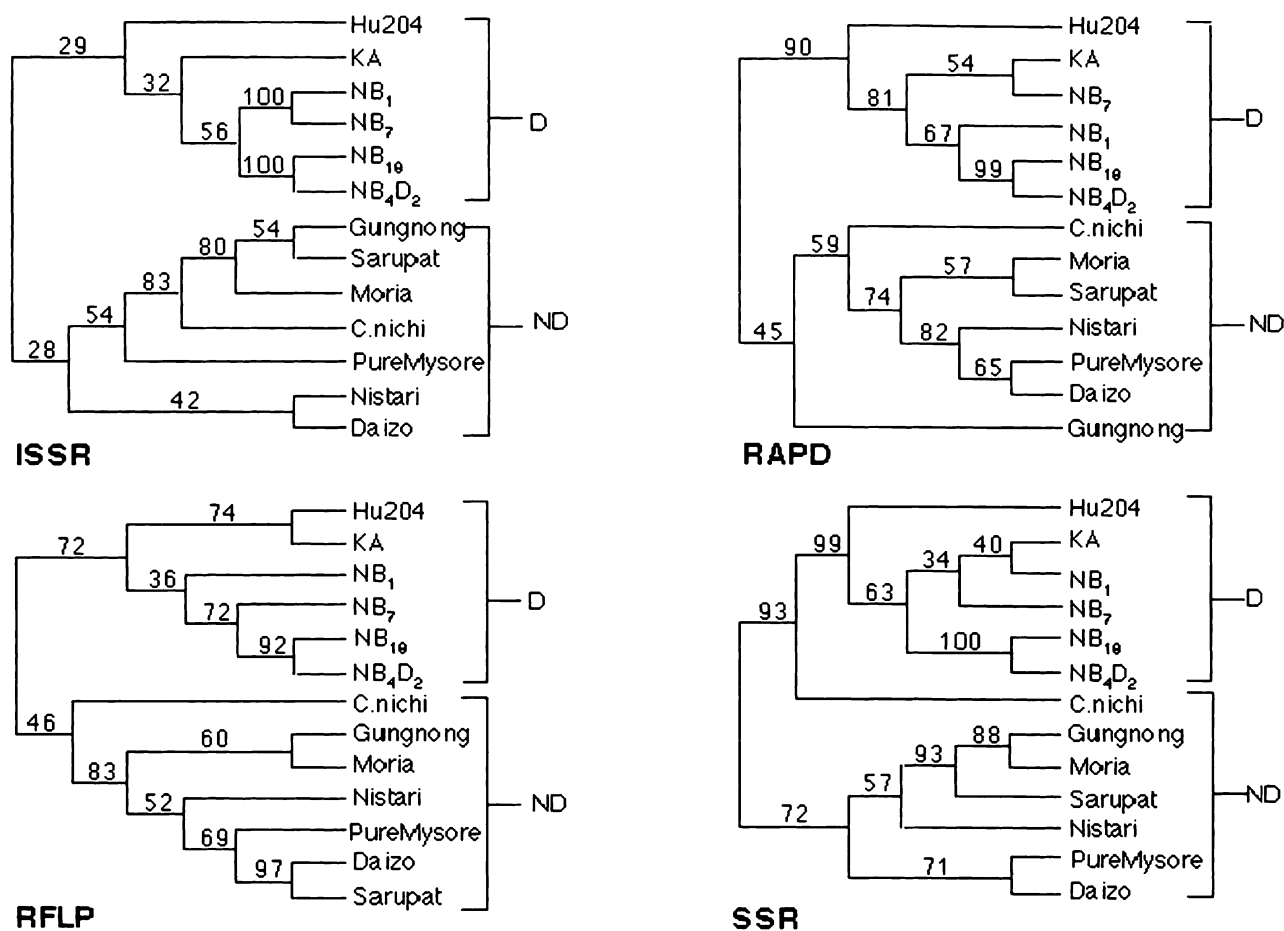 Hu204
29
KA
32
NB₁
100
NB₇
56
NB₁₈
100
NB₄D₂
D
Gungnong
54
Sarupat
80
Moria
83
C.nichi
54
PureMysore
28
Nistari
42
Daizo
ND
ISSR
Hu204
90
KA
54
NB₇
81
NB₁
67
NB₁₈
99
NB₄D₂
D
C.nichi
59
Moria
57
Sarupat
74
Nistari
82
PureMysore
65
Daizo
45
Gungnong
ND
RAPD
Hu204
74
KA
72
NB₁
36
NB₇
72
NB₁₈
92
NB₄D₂
D
C.nichi
46
Gungnong
60
Moria
83
Nistari
52
PureMysore
69
Daizo
97
Sarupat
ND
RFLP
Hu204
99
KA
40
NB₁
34
NB₇
63
NB₁₈
100
NB₄D₂
D
93
C.nichi
Gungnong
88
Moria
93
Sarupat
57
Nistari
72
PureMysore
71
Daizo
ND
SSR